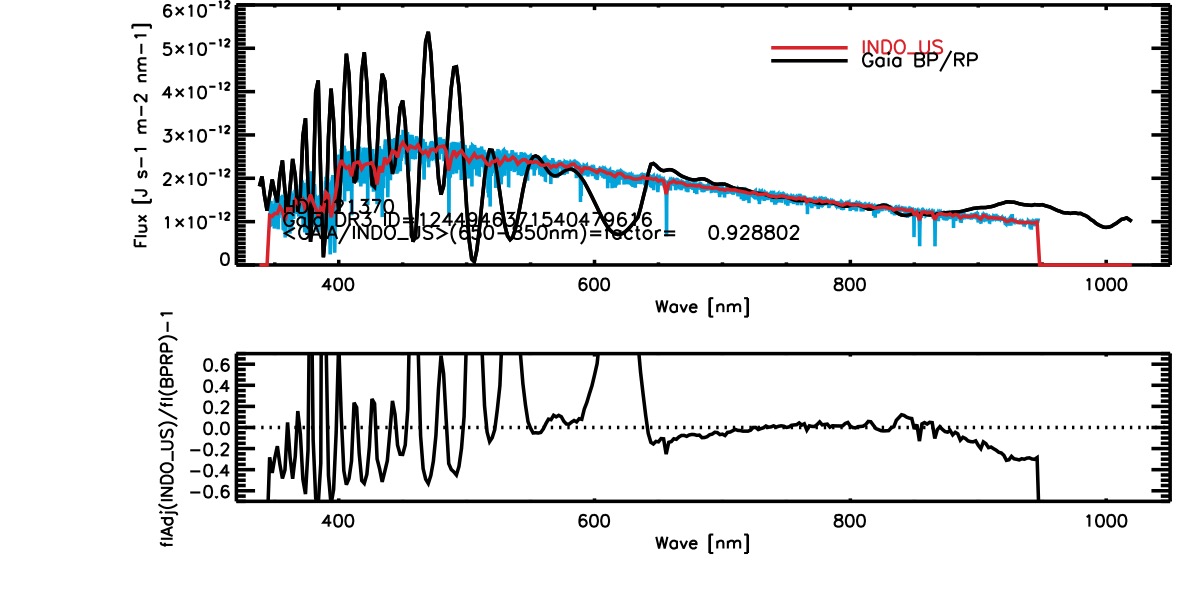 6×10−12
5×10−12
4×10−12
3×10−12
2×10−12
1×10−12
0
Flux [J s−1 m−2 nm−1]
INDO_US
Gaia BP/RP
121370
Gaia DR3 ID=1244946371540479616
<GAIA/INDO_US>(650−850nm)=factor= 0.928802
400 600 800 1000
Wave [nm]
0.6
0.4
0.2
0.0
−0.2
−0.4
−0.6
flAdj(INDO_US)/fl(BPRP)−1
400 600 800 1000
Wave [nm]